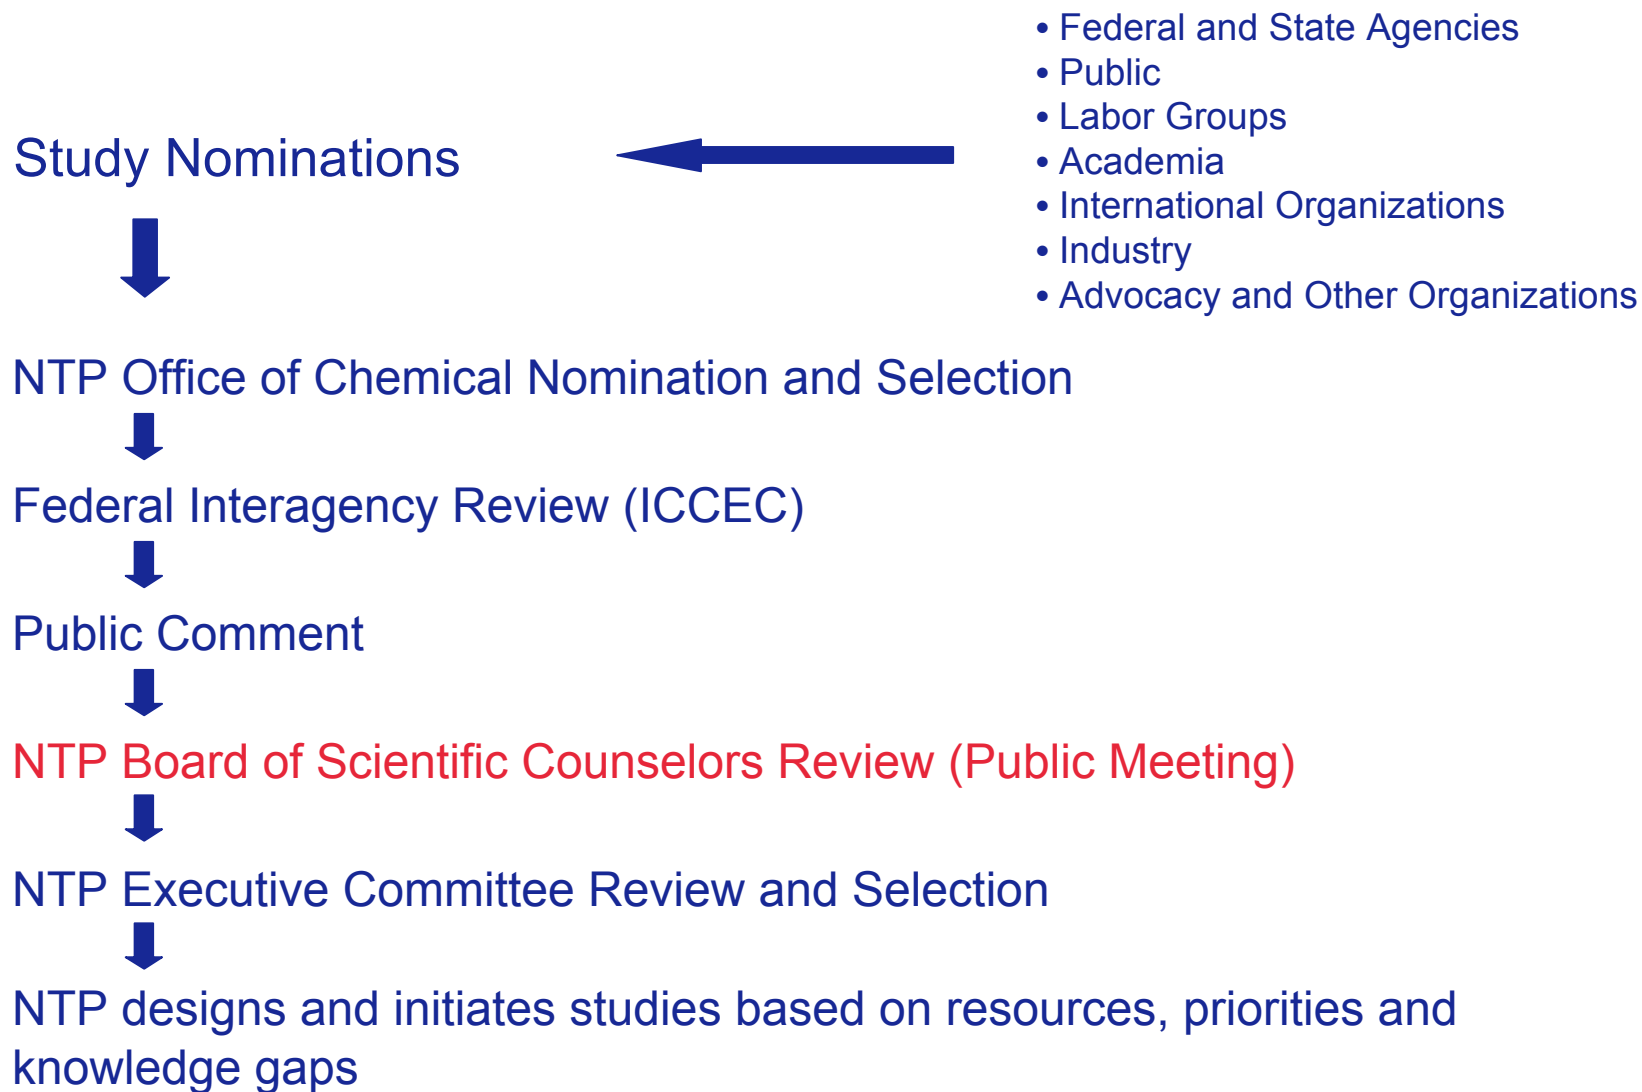 • Federal and State Agencies
• Public
• Labor Groups
• Academia
• International Organizations
• Industry
• Advocacy and Other Organizations
Study Nominations
NTP Office of Chemical Nomination and Selection
Federal Interagency Review (ICCEC)
Public Comment
NTP Board of Scientific Counselors Review (Public Meeting)
NTP Executive Committee Review and Selection
NTP designs and initiates studies based on resources, priorities and
knowledge gaps